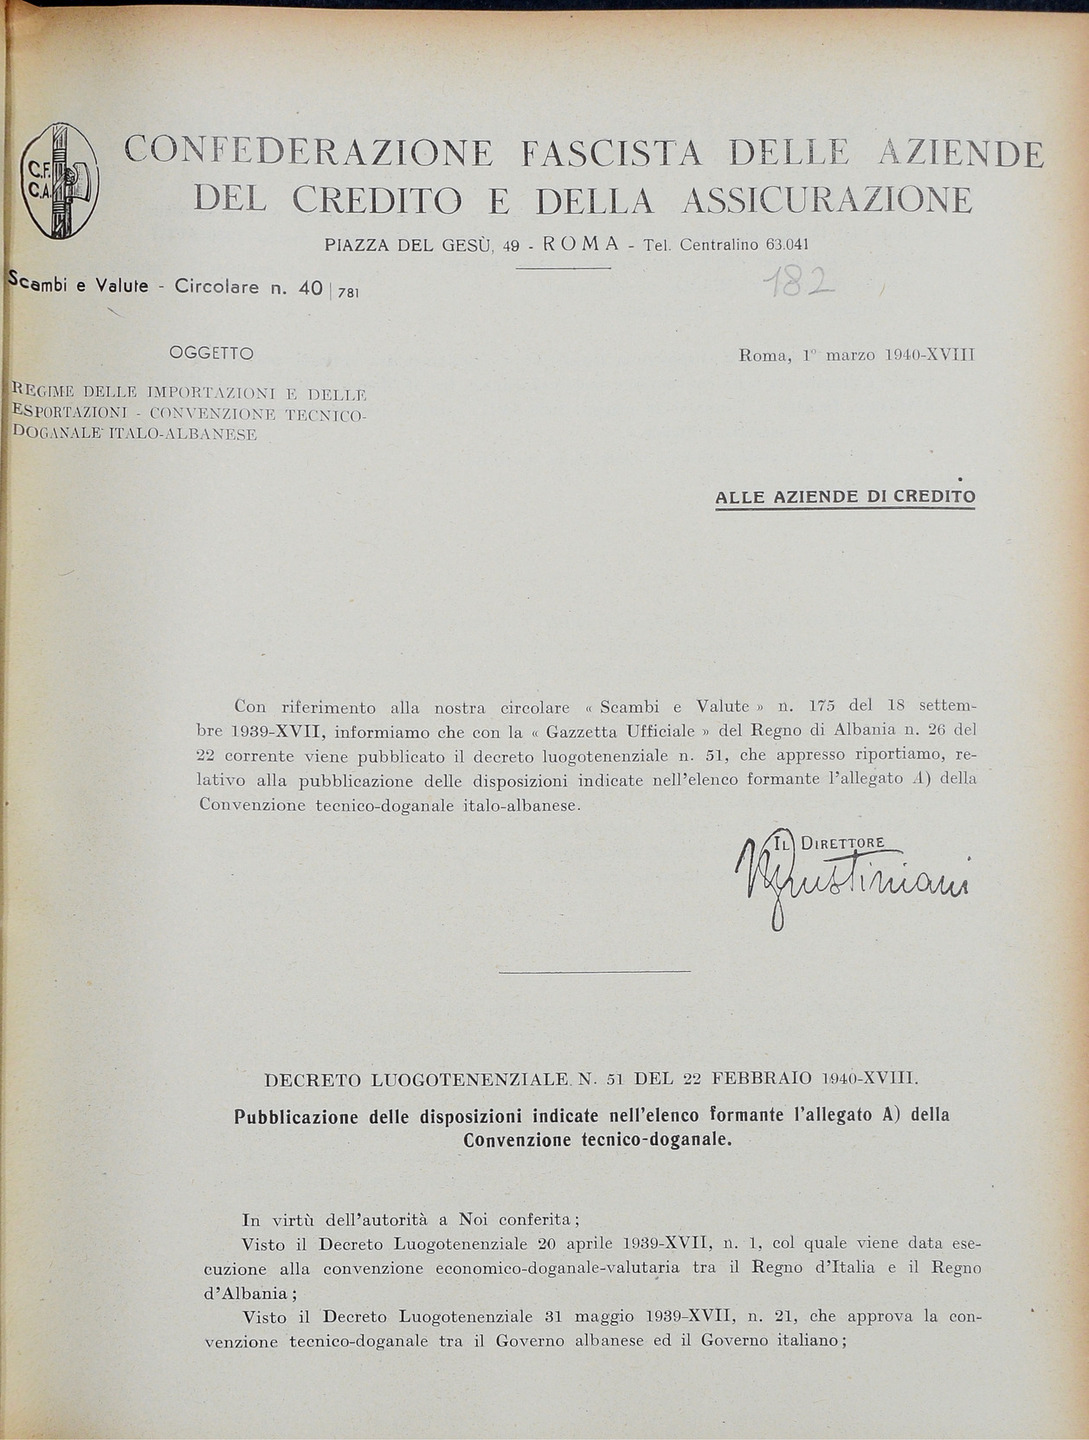 C.F.
C.A.
CONFEDERAZIONE FASCISTA DELLE AZIENDE
DEL CREDITO E DELLA ASSICURAZIONE
PIAZZA DEL GESÙ, 49 - ROMA - Tel. Centralino 63.041
182
Scambi e Valute - Circolare n. 40 | 781
OGGETTO
Roma, 1° marzo 1940-XVIII
REGIME DELLE IMPORTAZIONI E DELLE
ESPORTAZIONI - CONVENZIONE TECNICO-
DOGANALE ITALO-ALBANESE
ALLE AZIENDE DI CREDITO
Con riferimento alla nostra circolare « Scambi e Valute » n. 175 del 18 settem-
bre 1939-XVII, informiamo che con la « Gazzetta Ufficiale » del Regno di Albania n. 26 del
22 corrente viene pubblicato il decreto luogotenenziale n. 51, che appresso riportiamo, re-
lativo alla pubblicazione delle disposizioni indicate nell'elenco formante l'allegato A) della
Convenzione tecnico-doganale italo-albanese.
IL DIRETTORE
Giustiniani
DECRETO LUOGOTENENZIALE. N. 51 DEL 22 FEBBRAIO 1940-XVIII.
Pubblicazione delle disposizioni indicate nell'elenco formante l'allegato A) della
Convenzione tecnico-doganale.
In virtù dell'autorità a Noi conferita ;
Visto il Decreto Luogotenenziale 20 aprile 1939-XVII, n. 1, col quale viene data ese-
cuzione alla convenzione economico-doganale-valutaria tra il Regno d'Italia e il Regno
d'Albania ;
Visto il Decreto Luogotenenziale 31 maggio 1939-XVII, n. 21, che approva la con-
venzione tecnico-doganale tra il Governo albanese ed il Governo italiano ;